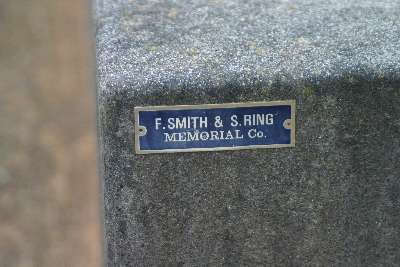 F. SMITH & S. RING
MEMORIAL Co.